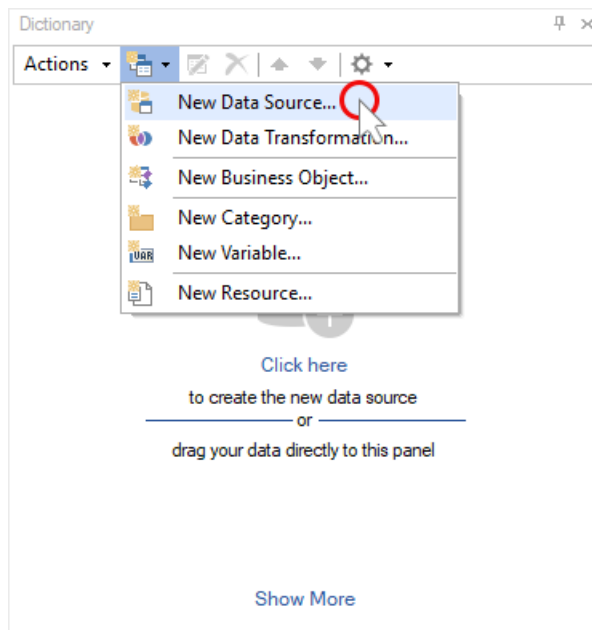 Dictionary
Actions
New Data Source...
New Data Transformation...
New Business Object...
New Category...
VAR New Variable...
New Resource...
Click here
to create the new data source
or
drag your data directly to this panel
Show More